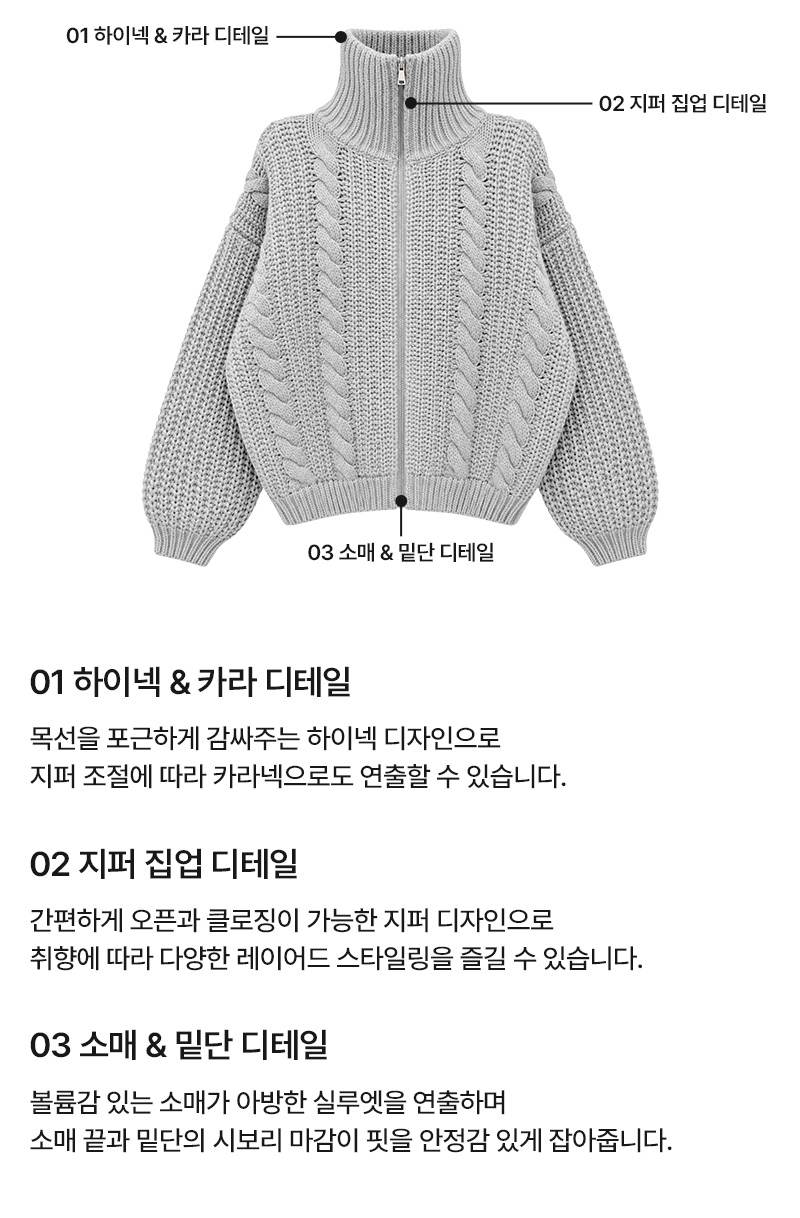 01 하이넥 & 카라 디테일
02 지퍼 집업 디테일
03 소매 & 밑단 디테일
01 하이넥 & 카라 디테일
목선을 포근하게 감싸주는 하이넥 디자인으로
지퍼 조절에 따라 카라넥으로도 연출할 수 있습니다.
02 지퍼 집업 디테일
간편하게 오픈과 클로징이 가능한 지퍼 디자인으로
취향에 따라 다양한 레이어드 스타일링을 즐길 수 있습니다.
03 소매 & 밑단 디테일
볼륨감 있는 소매가 아방한 실루엣을 연출하며
소매 끝과 밑단의 시보리 마감이 핏을 안정감 있게 잡아줍니다.